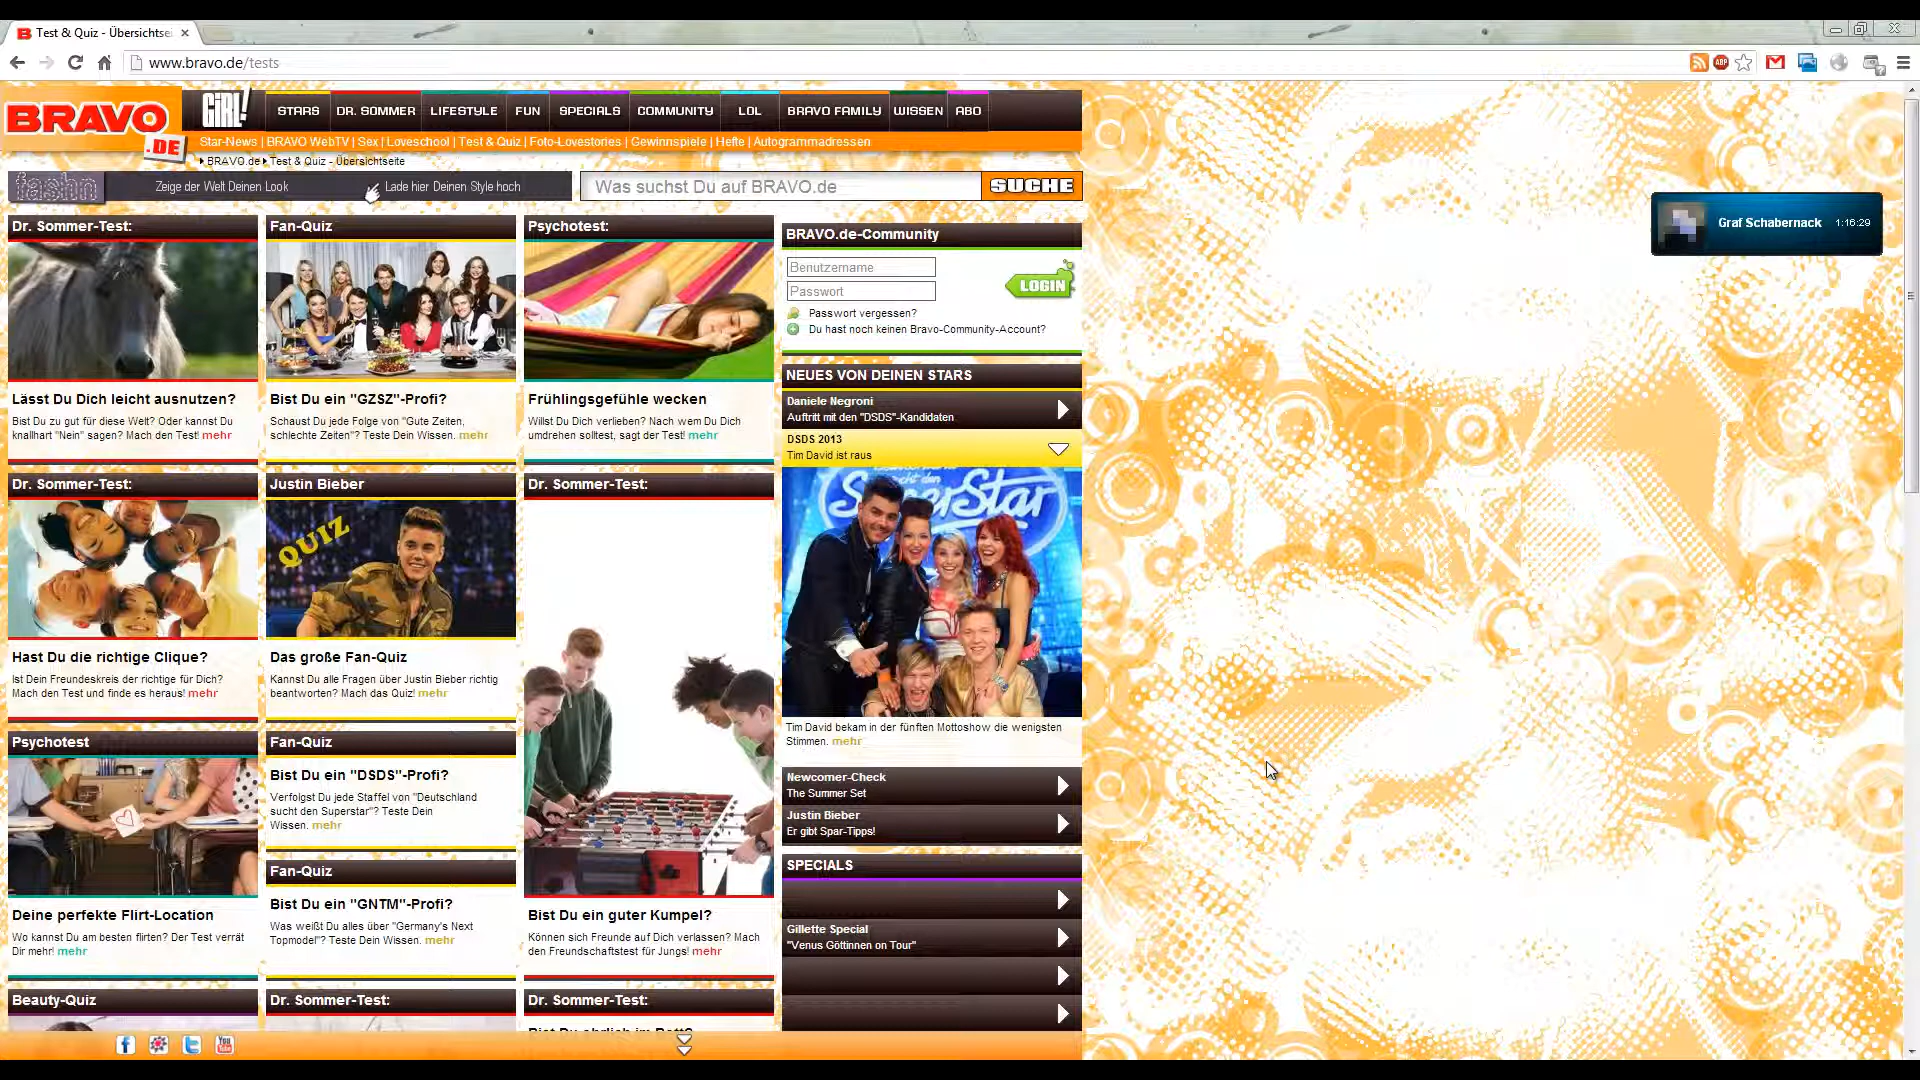 Test & Quiz - Übersichtsei
www.bravo.de/tests
ABP
BRAVO
.DE
GiRL!
STARS
DR. SOMMER
LIFESTYLE
FUN
SPECIALS
COMMUNITY
LOL
BRAVO FAMILY
WISSEN
ABO
Star-News | BRAVO WebTV | Sex | Loveschool | Test & Quiz | Foto-Lovestories | Gewinnspiele | Hefte | Autogrammadressen
BRAVO.de Test & Quiz - Übersichtseite
fashn
Zeige der Welt Deinen Look
Lade hier Deinen Style hoch
Was suchst Du auf BRAVO.de
SUCHE
Graf Schabernack 1:16:29
Dr. Sommer-Test:
Lässt Du Dich leicht ausnutzen?
Bist Du zu gut für diese Welt? Oder kannst Du
knallhart "Nein" sagen? Mach den Test! mehr
Fan-Quiz
Bist Du ein "GZSZ"-Profi?
Schaust Du jede Folge von "Gute Zeiten,
schlechte Zeiten"? Teste Dein Wissen. mehr
Psychotest:
Frühlingsgefühle wecken
Willst Du Dich verlieben? Nach wem Du Dich
umdrehen solltest, sagt der Test! mehr
BRAVO.de-Community
Benutzername
Passwort
LOGIN
Passwort vergessen?
Du hast noch keinen Bravo-Community-Account?
NEUES VON DEINEN STARS
Daniele Negroni
Auftritt mit den "DSDS"-Kandidaten
DSDS 2013
Tim David ist raus
SuperStar
Tim David bekam in der fünften Mottoshow die wenigsten
Stimmen. mehr
Newcomer-Check
The Summer Set
Justin Bieber
Er gibt Spar-Tipps!
SPECIALS
Gillette Special
"Venus Göttinnen on Tour"
Dr. Sommer-Test:
Hast Du die richtige Clique?
Ist Dein Freundeskreis der richtige für Dich?
Mach den Test und finde es heraus! mehr
Justin Bieber
QUIZ
Das große Fan-Quiz
Kannst Du alle Fragen über Justin Bieber richtig
beantworten? Mach das Quiz! mehr
Dr. Sommer-Test:
Bist Du ein guter Kumpel?
Können sich Freunde auf Dich verlassen? Mach
den Freundschaftstest für Jungs! mehr
Psychotest
Deine perfekte Flirt-Location
Wo kannst Du am besten flirten? Der Test verrät
Dir mehr! mehr
Fan-Quiz
Bist Du ein "DSDS"-Profi?
Verfolgst Du jede Staffel von "Deutschland
sucht den Superstar"? Teste Dein
Wissen. mehr
Fan-Quiz
Bist Du ein "GNTM"-Profi?
Was weißt Du alles über "Germany's Next
Topmodel"? Teste Dein Wissen. mehr
Beauty-Quiz
Dr. Sommer-Test:
Dr. Sommer-Test:
Bist Du ehrlich im Bett?
You